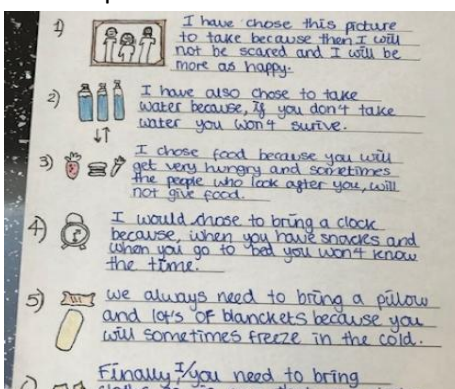 1) I have chose this picture
to take because then I will
not be scared and I will be
more as happy.
2) I have also chose to take
water because, If you don't take
water you won't surive.
3) I chose food because you will
get very hungry and sometimes
the people who look after you, will
not give food.
4) I would chose to bring a clock
because, when you have snacks and
when you go to bed you won't know
the time.
5) we always need to bring a pillow
and lot's of blanckets because you
will sometimes freeze in the cold.
Finally I/you need to bring